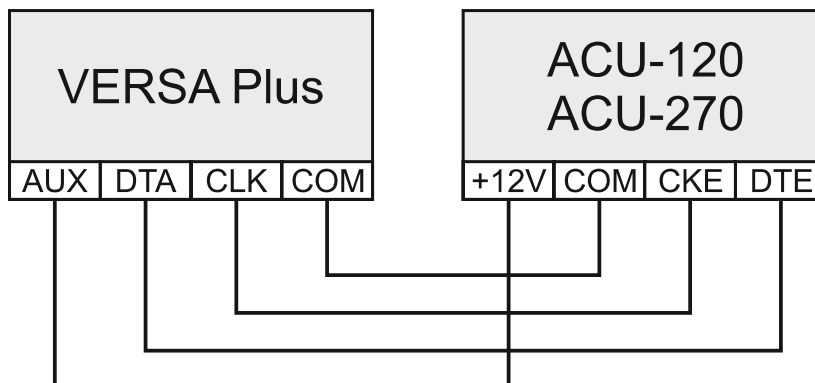 VERSA Plus
AUX DTA CLK COM
ACU-120
ACU-270
+12V COM CKE DTE